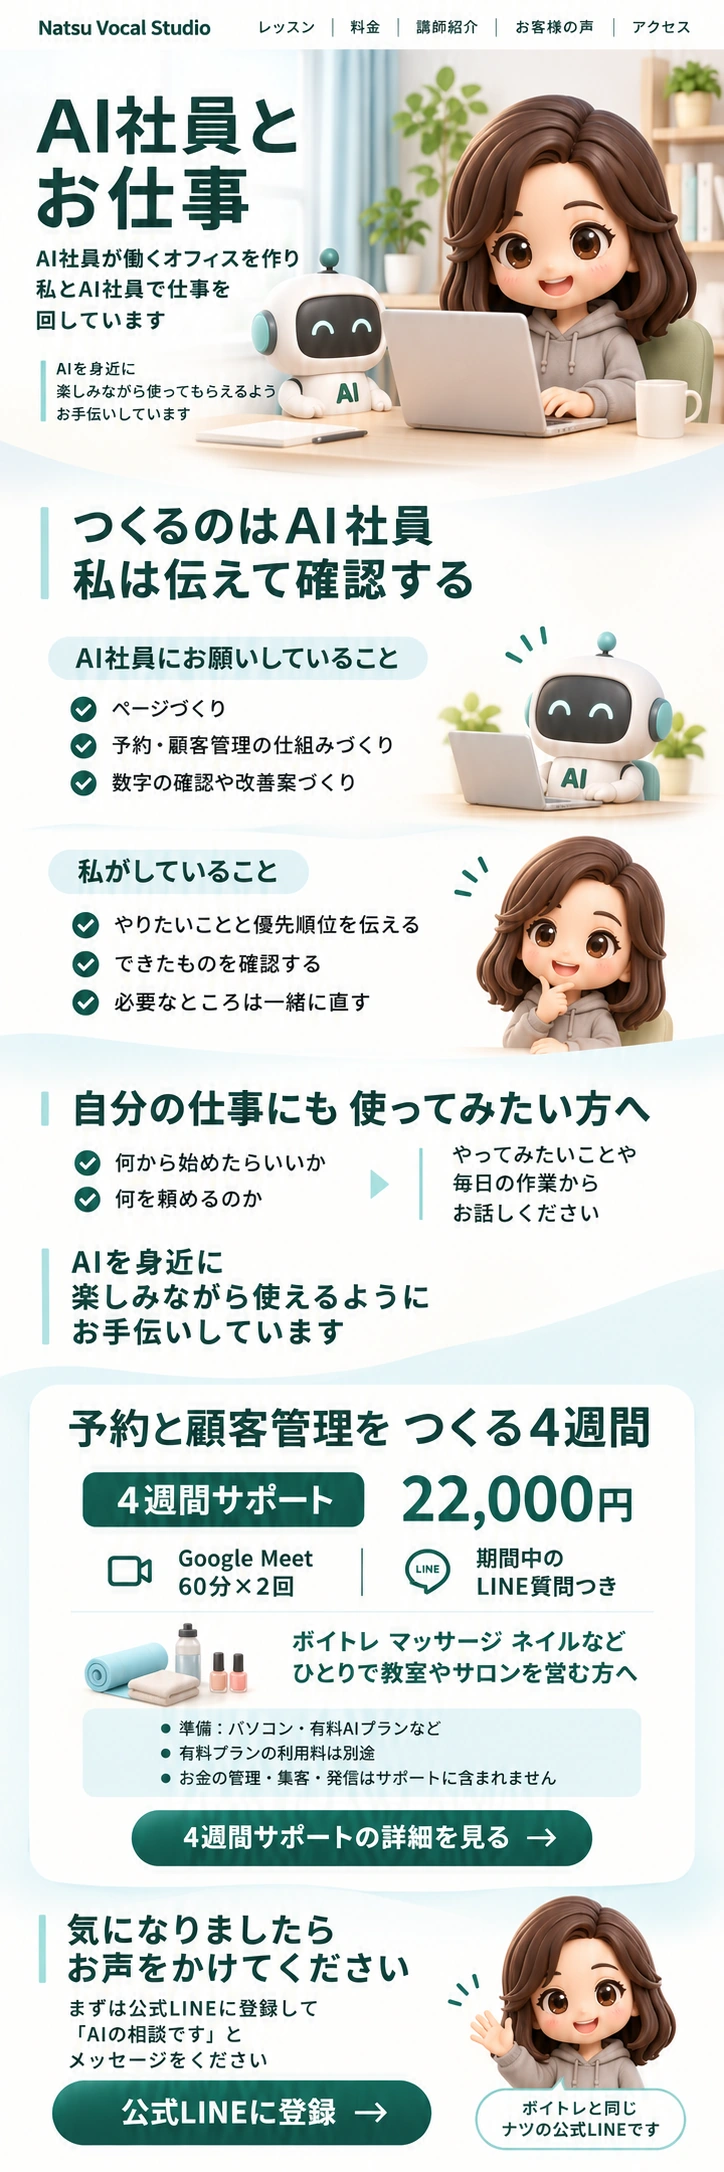 Natsu Vocal Studio
レッスン | 料金 | 講師紹介 | お客様の声 | アクセス
AI社員と
お仕事
AI社員が働くオフィスを作り
私とAI社員で仕事を
回しています
AIを身近に
楽しみながら使ってもらえるよう
お手伝いしています
AI
つくるのはAI社員
私は伝えて確認する
AI社員にお願いしていること
ページづくり
予約・顧客管理の仕組みづくり
数字の確認や改善案づくり
AI
私がしていること
やりたいことと優先順位を伝える
できたものを確認する
必要なところは一緒に直す
自分の仕事にも 使ってみたい方へ
何から始めたらいいか
何を頼めるのか
やってみたいことや
毎日の作業から
お話しください
AIを身近に
楽しみながら使えるように
お手伝いしています
予約と顧客管理を つくる4週間
4週間サポート
22,000円
Google Meet
60分×2回
LINE
期間中の
LINE質問つき
ボイトレ マッサージ ネイルなど
ひとりで教室やサロンを営む方へ
準備：パソコン・有料AIプランなど
有料プランの利用料は別途
お金の管理・集客・発信はサポートに含まれません
4週間サポートの詳細を見る →
気になりましたら
お声をかけてください
まずは公式LINEに登録して
「AIの相談です」と
メッセージをください
公式LINEに登録 →
ボイトレと同じ
ナツの公式LINEです